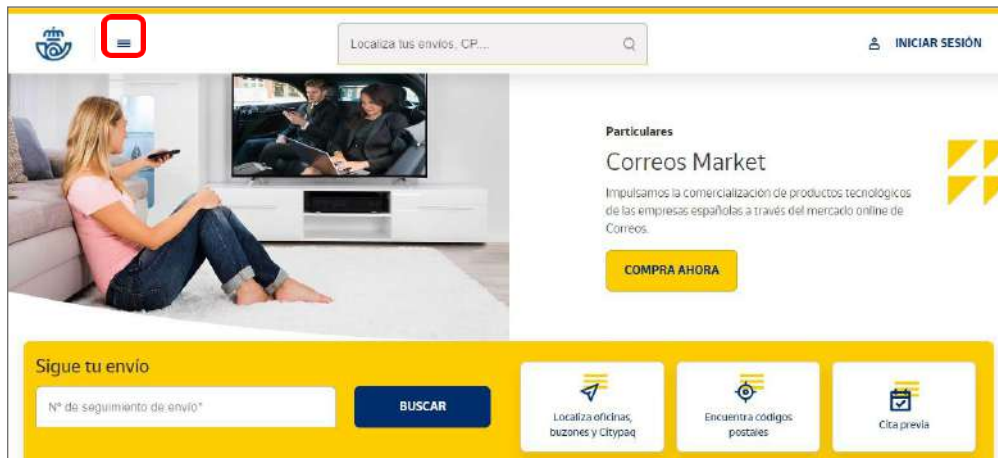 Localiza tus envíos, CP....
INICIAR SESIÓN
Particulares
Correos Market
Impulsamos la comercialización de productos tecnológicos
de las empresas españolas a través del mercado online de
Correos.
COMPRA AHORA
Sigue tu envío
Nº de seguimiento de envío*
BUSCAR
Localiza oficinas,
buzones y Citypaq
Encuentra códigos
postales
Cita previa